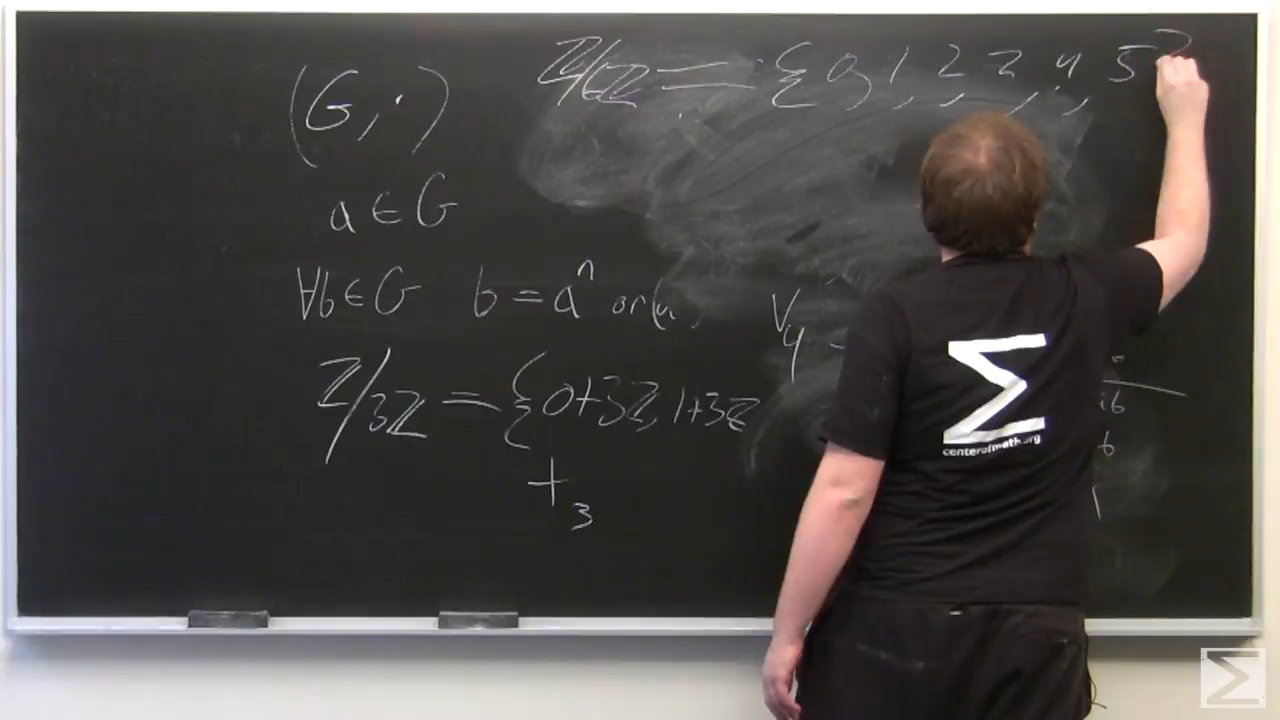 ℤ/6ℤ = {0, 1, 2, 3, 4, 5}
(G, ·)
a ∈ G
∀b ∈ G b = aⁿ or
V₄
ℤ/3ℤ = {0+3ℤ, 1+3ℤ
+₃
Σ
centerofmath.org
Σ